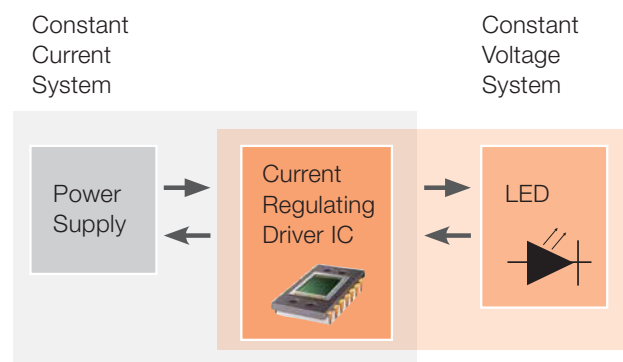 Constant
Current
System
Constant
Voltage
System
Power
Supply
Current
Regulating
Driver IC
LED